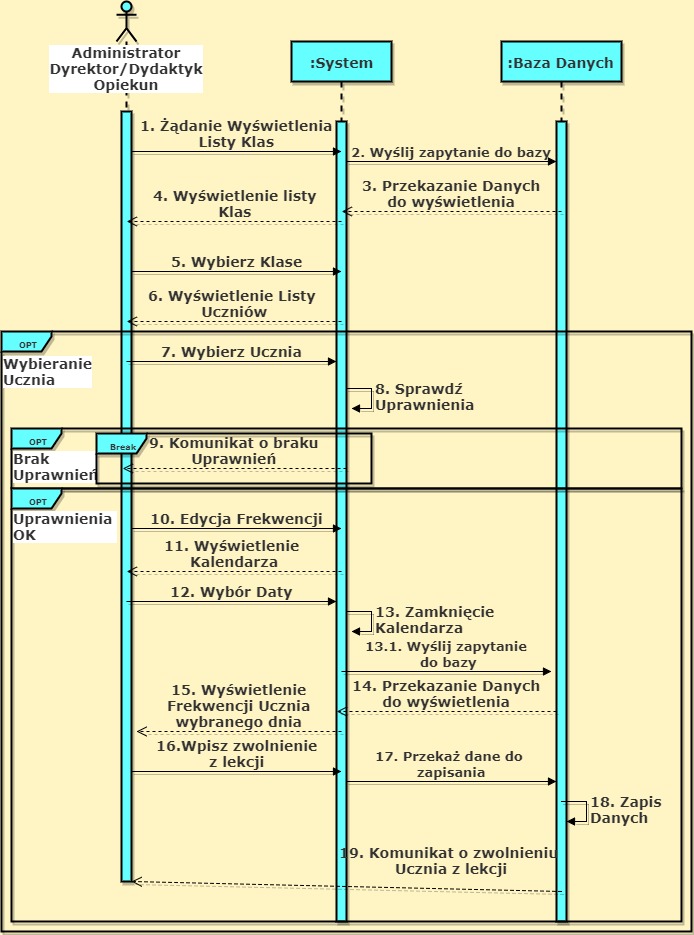 Administrator
Dyrektor/Dydaktyk
Opiekun
:System
:Baza Danych
1. Żądanie Wyświetlenia
Listy Klas
2. Wyślij zapytanie do bazy
3. Przekazanie Danych
do wyświetlenia
4. Wyświetlenie listy
Klas
5. Wybierz Klase
6. Wyświetlenie Listy
Uczniów
OPT
Wybieranie
Ucznia
7. Wybierz Ucznia
8. Sprawdź
Uprawnienia
OPT
Brak
Uprawnień
Break
9. Komunikat o braku
Uprawnień
OPT
Uprawnienia
OK
10. Edycja Frekwencji
11. Wyświetlenie
Kalendarza
12. Wybór Daty
13. Zamknięcie
Kalendarza
13.1. Wyślij zapytanie
do bazy
14. Przekazanie Danych
do wyświetlenia
15. Wyświetlenie
Frekwencji Ucznia
wybranego dnia
16.Wpisz zwolnienie
z lekcji
17. Przekaż dane do
zapisania
18. Zapis
Danych
19. Komunikat o zwolnieniu
Ucznia z lekcji